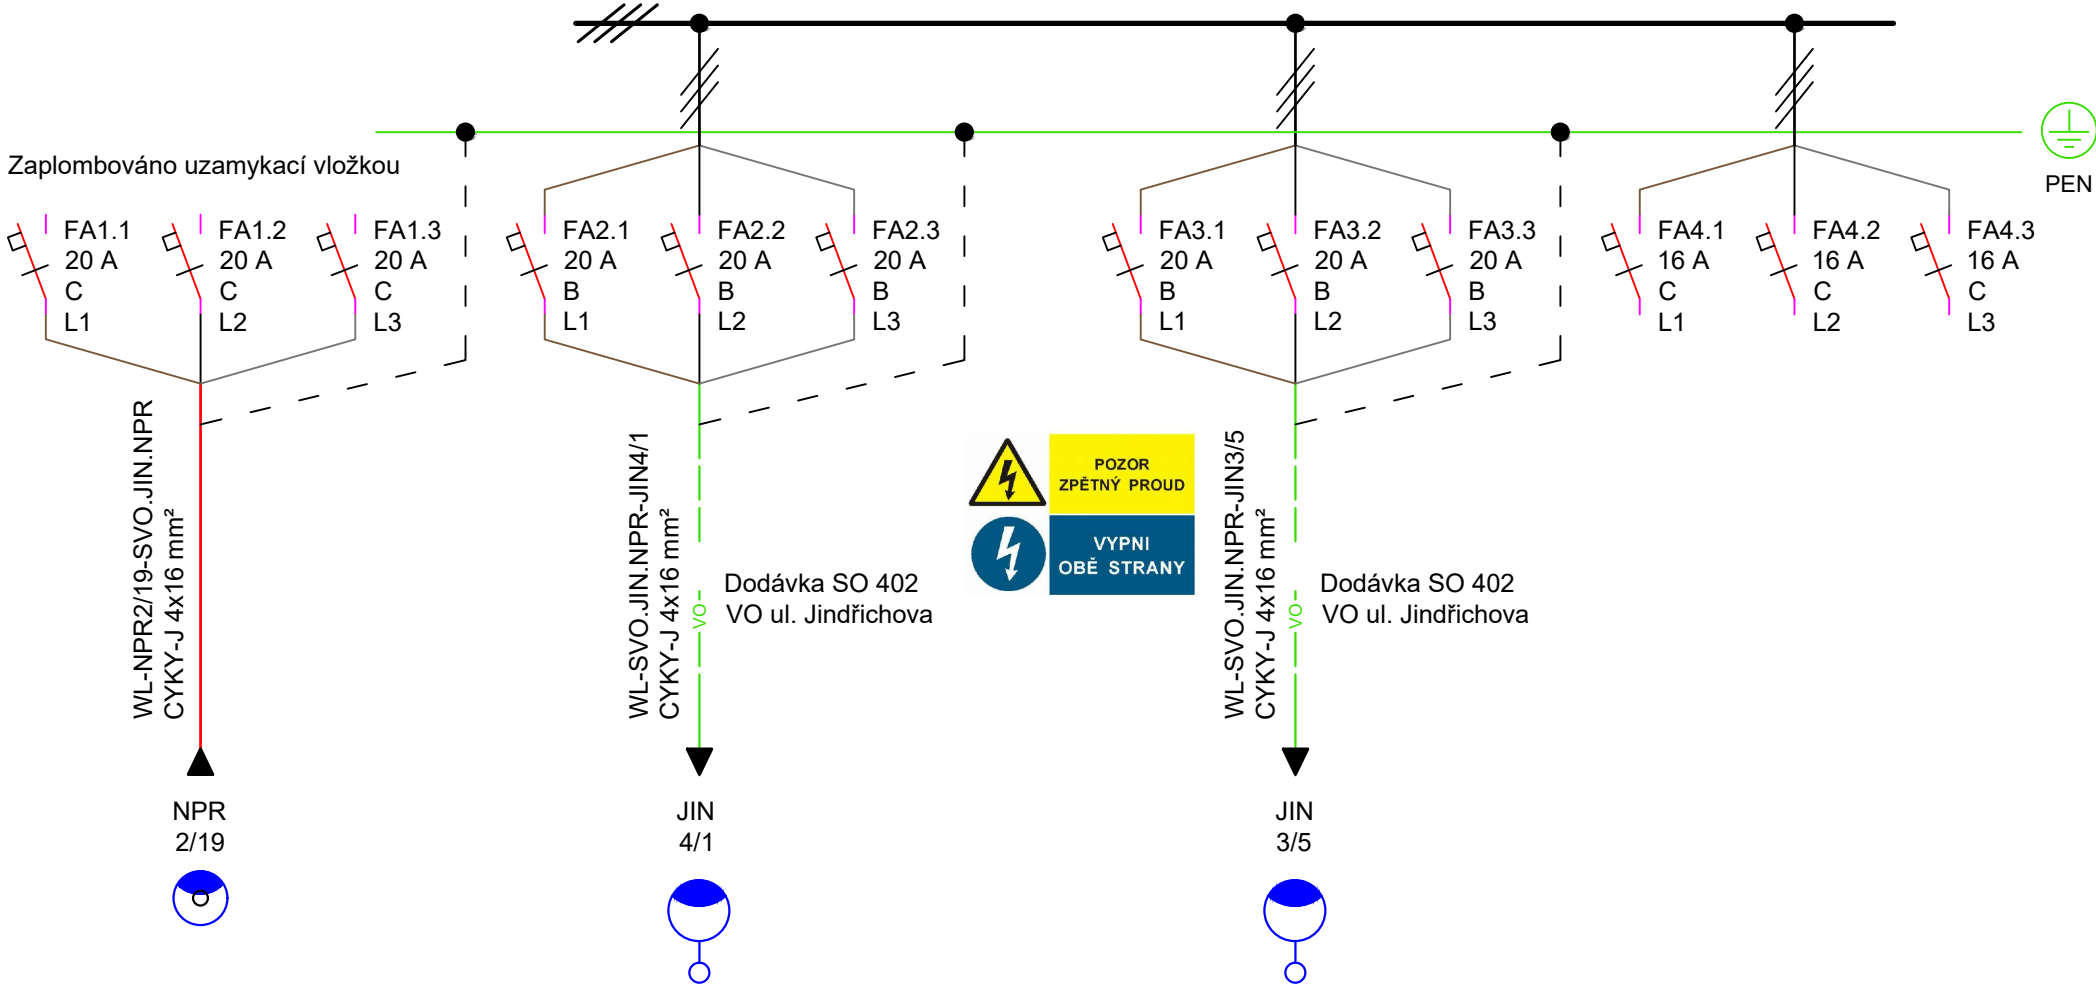 Zaplombováno uzamykací vložkou
PEN
FA1.1
20 A
C
L1
FA1.2
20 A
C
L2
FA1.3
20 A
C
L3
FA2.1
20 A
B
L1
FA2.2
20 A
B
L2
FA2.3
20 A
B
L3
FA3.1
20 A
B
L1
FA3.2
20 A
B
L2
FA3.3
20 A
B
L3
FA4.1
16 A
C
L1
FA4.2
16 A
C
L2
FA4.3
16 A
C
L3
WL-NPR2/19-SVO.JIN.NPR
CYKY-J 4x16 mm²
WL-SVO.JIN.NPR-JIN4/1
CYKY-J 4x16 mm²
VO
Dodávka SO 402
VO ul. Jindřichova
POZOR
ZPĚTNÝ PROUD
VYPNI
OBĚ STRANY
WL-SVO.JIN.NPR-JIN3/5
CYKY-J 4x16 mm²
VO
Dodávka SO 402
VO ul. Jindřichova
NPR
2/19
JIN
4/1
JIN
3/5